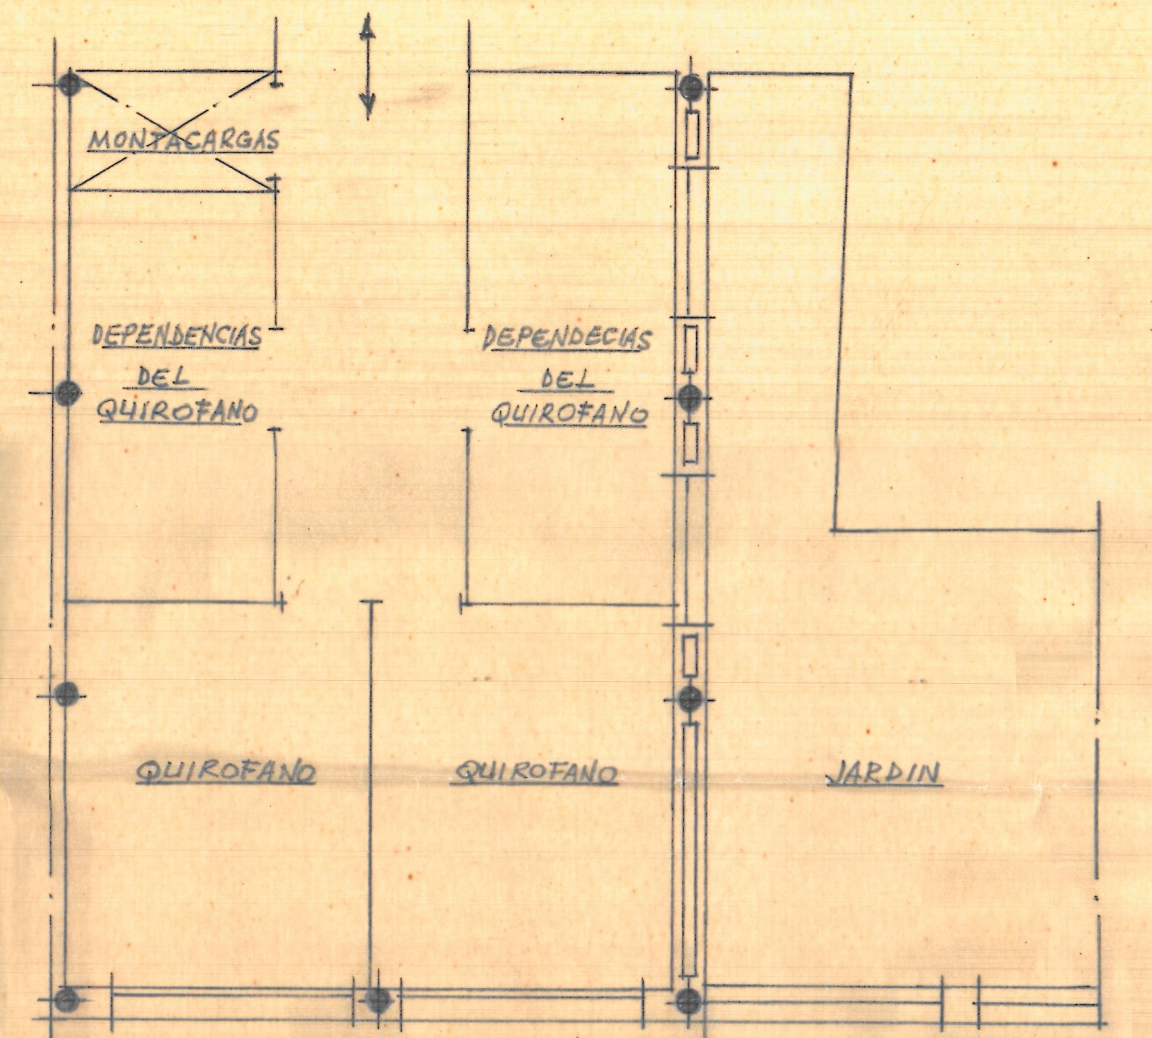 MONTACARGAS
DEPENDENCIAS
DEL
QUIROFANO
DEPENDECIAS
DEL
QUIROFANO
QUIROFANO
QUIROFANO
JARDIN